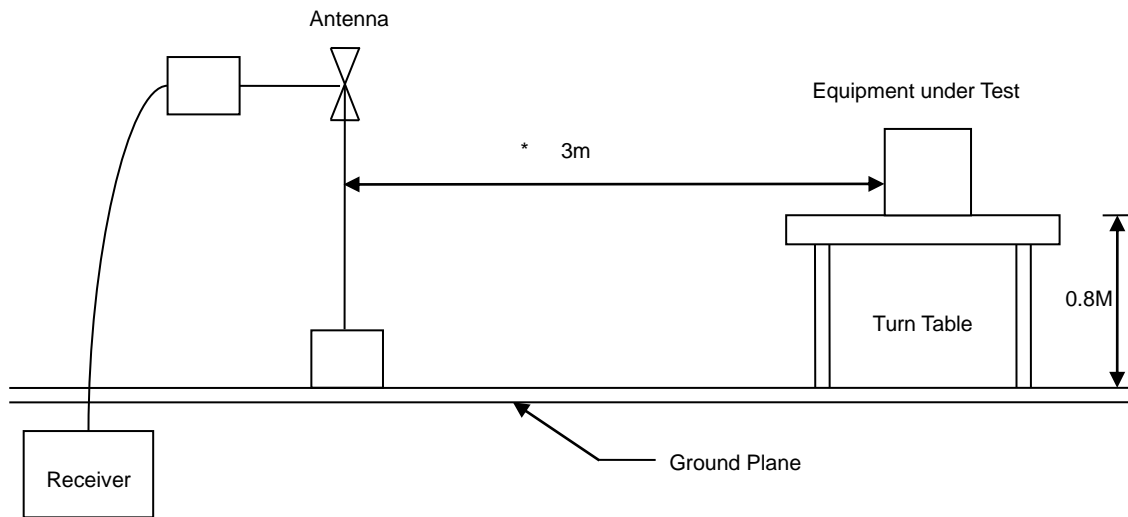 Antenna
Equipment under Test
* 3m
0.8M
Turn Table
Ground Plane
Receiver